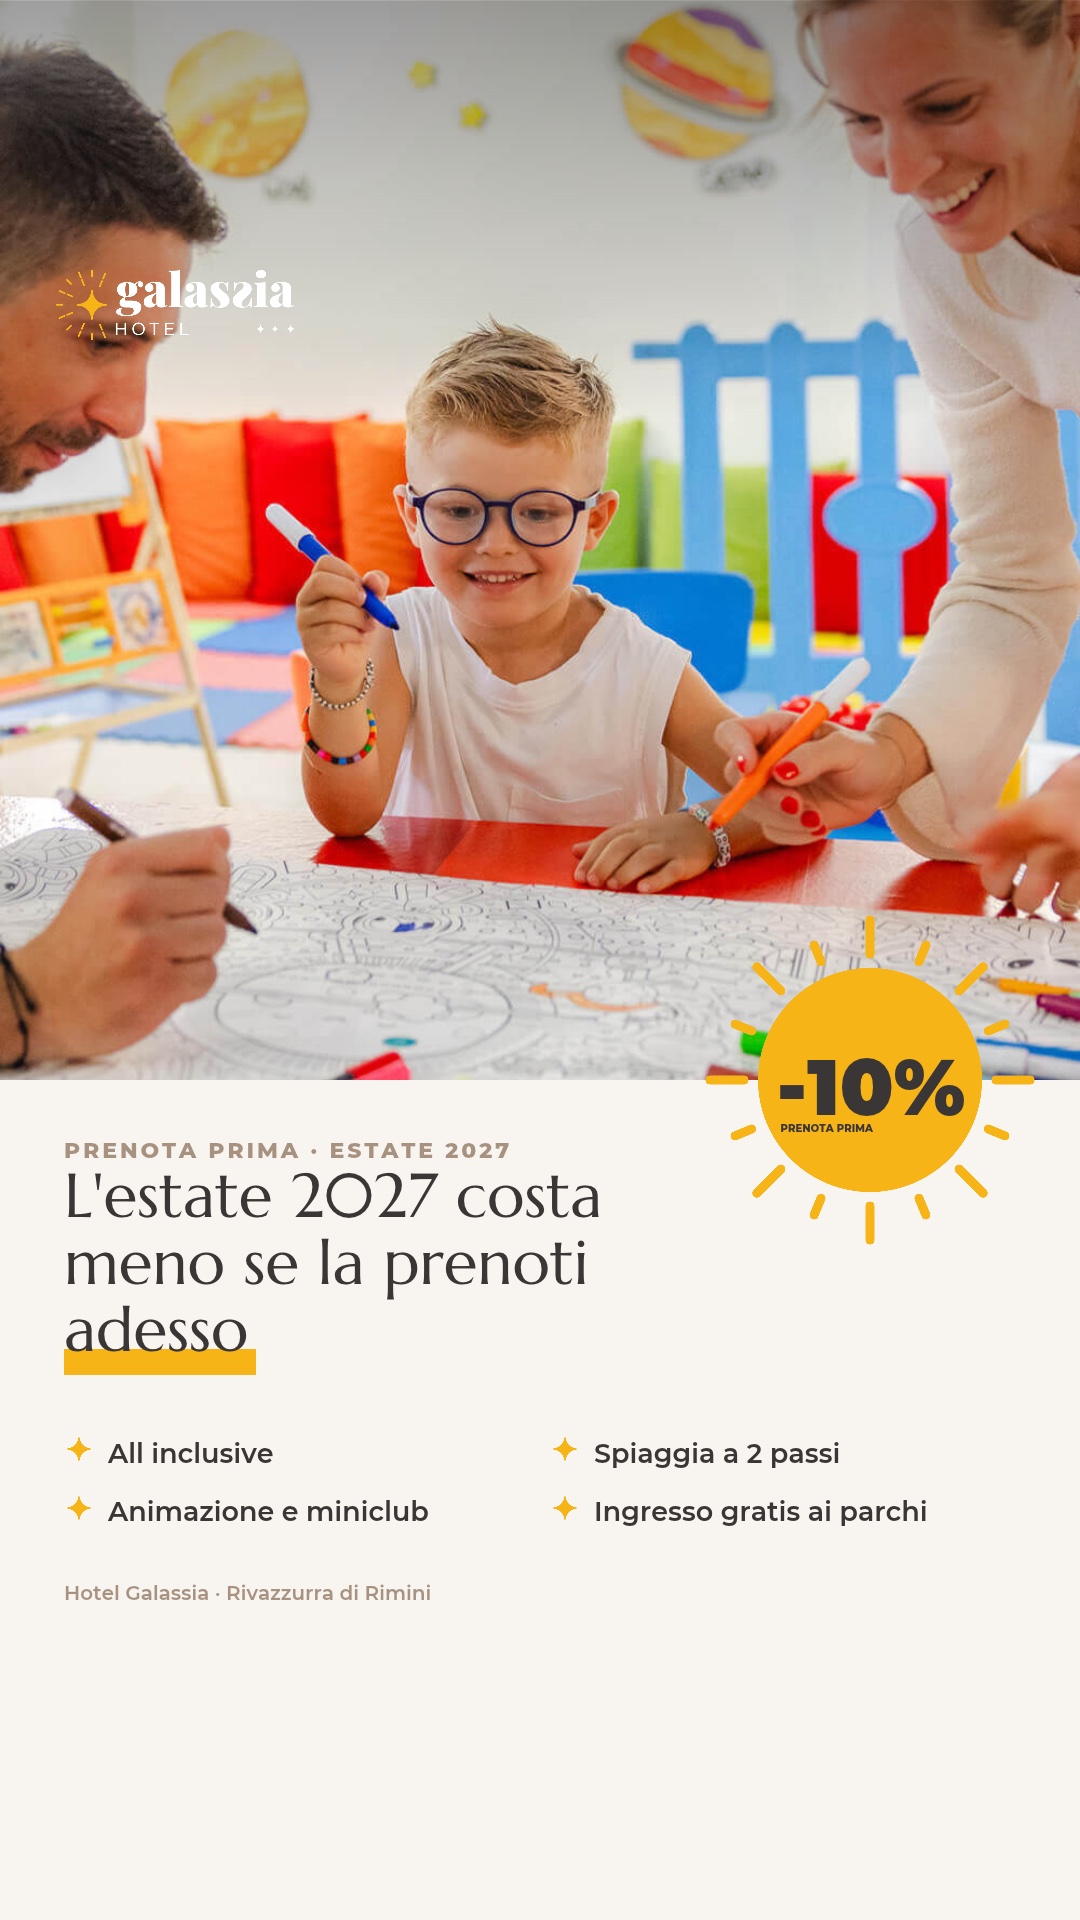 galassia
HOTEL
-10%
PRENOTA PRIMA
PRENOTA PRIMA · ESTATE 2027
L'estate 2027 costa
meno se la prenoti
adesso
All inclusive
Spiaggia a 2 passi
Animazione e miniclub
Ingresso gratis ai parchi
Hotel Galassia · Rivazzurra di Rimini